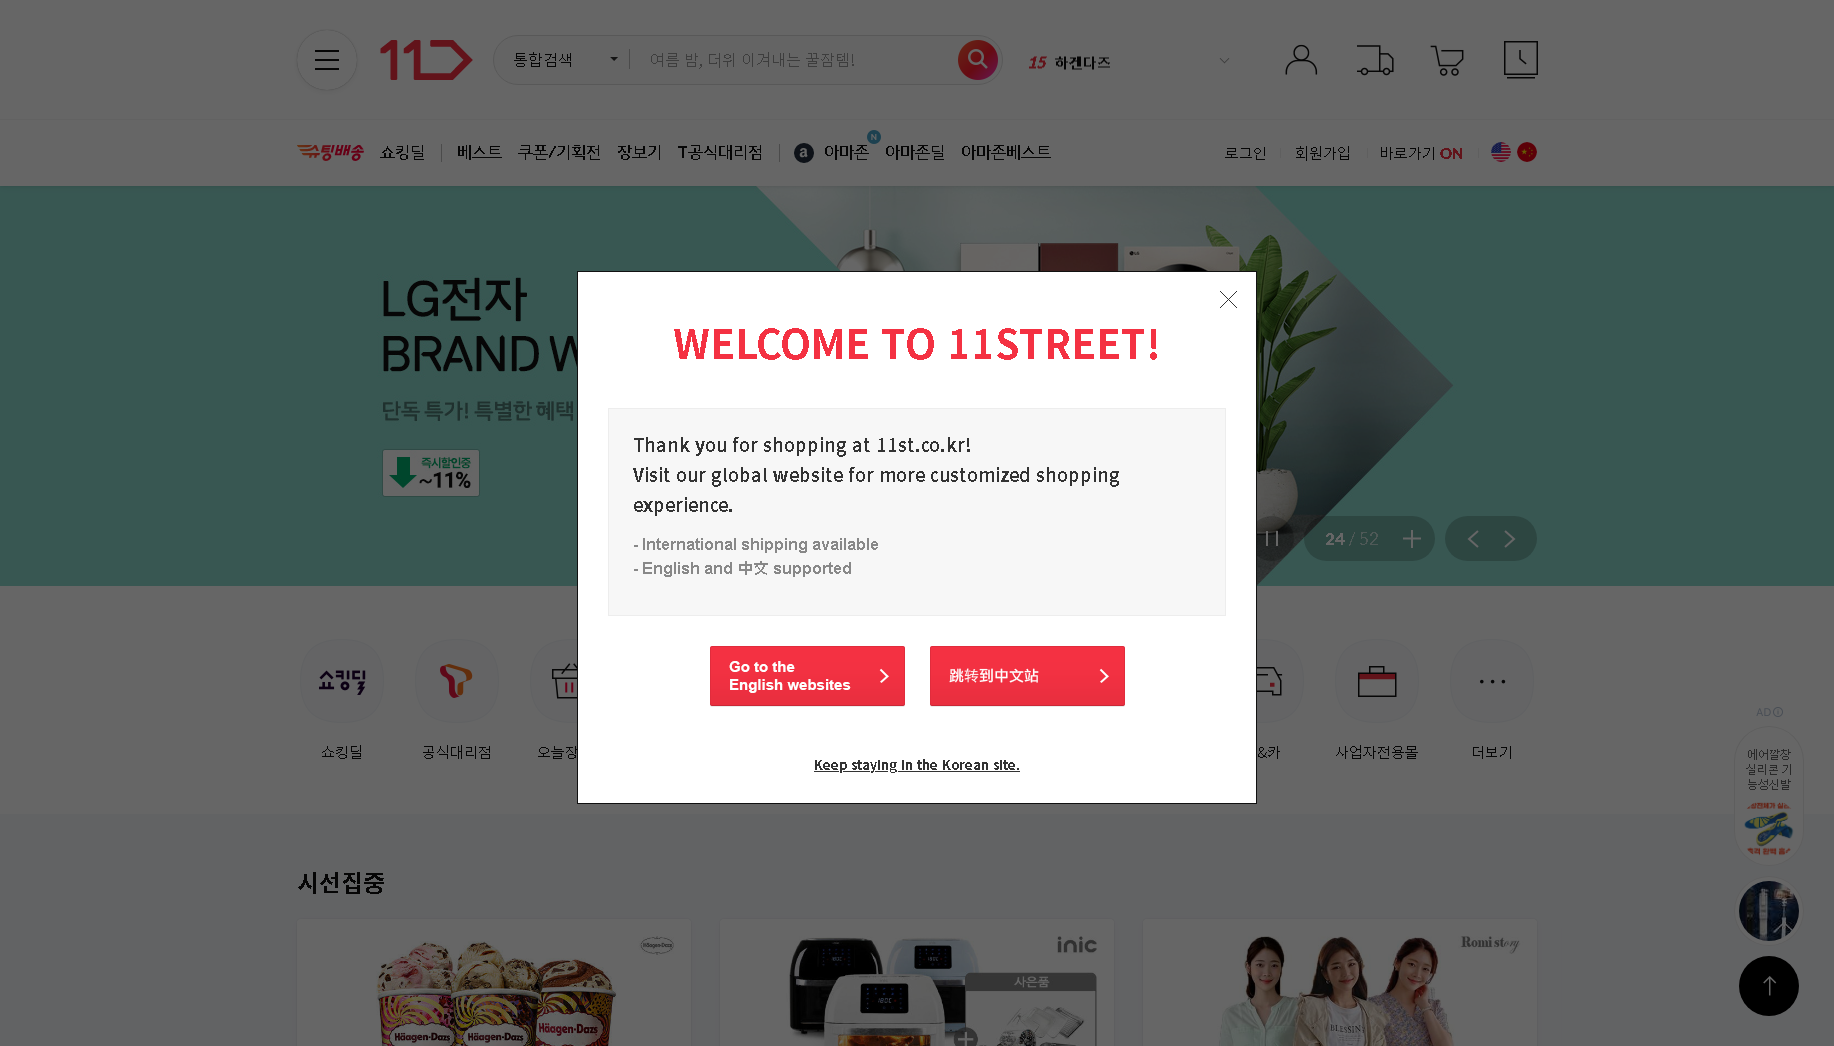 11
통합검색
여름 밤, 더위 이겨내는 꿀잠템!
15 하겐다즈
슈팅배송
쇼킹딜
베스트
쿠폰/기획전
장보기
T공식대리점
a 아마존
N
아마존딜
아마존베스트
로그인
회원가입
바로가기 ON
LG전자
BRAND W
단독 특가! 특별한 혜택
즉시할인중
~11%
WELCOME TO 11STREET!
Thank you for shopping at 11st.co.kr!
Visit our global website for more customized shopping
experience.
- International shipping available
- English and 中文 supported
Go to the
English websites
跳转到中文站
Keep staying in the Korean site.
24 / 52
쇼킹딜
쇼킹딜
공식대리점
오늘장
&카
사업자전용몰
더보기
AD
에어깔창
실리콘 기
능성신발
시선집중
Häagen-Dazs
Häagen-Dazs
Häagen-Dazs
Häagen-Dazs
inic
사은품
Romistory
BLESSIN